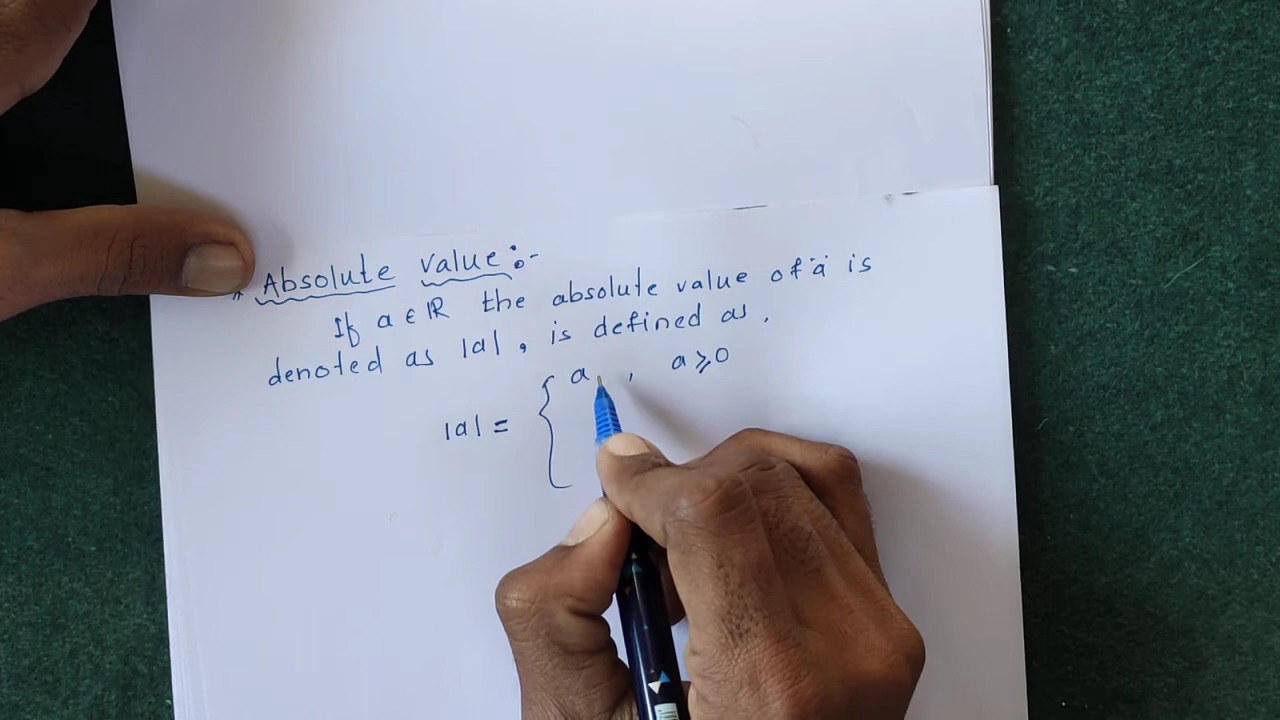 * Absolute value :-
If a ∈ ℝ the absolute value of "a" is
denoted as |a|, is defined as,
|a| = { a , a ⩾ 0